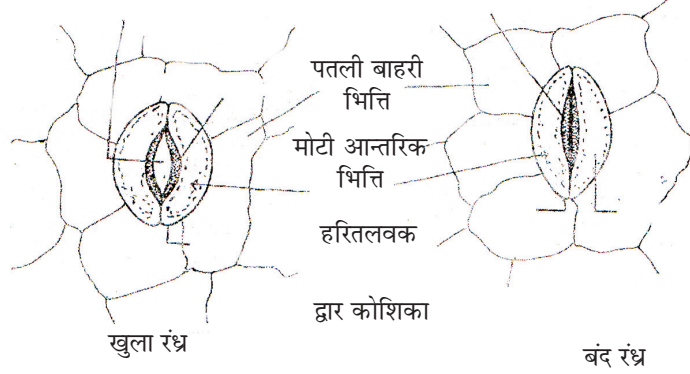 पतली बाहरी
भित्ति
मोटी आन्तरिक
भित्ति
हरितलवक
द्वार कोशिका
खुला रंध्र
बंद रंध्र